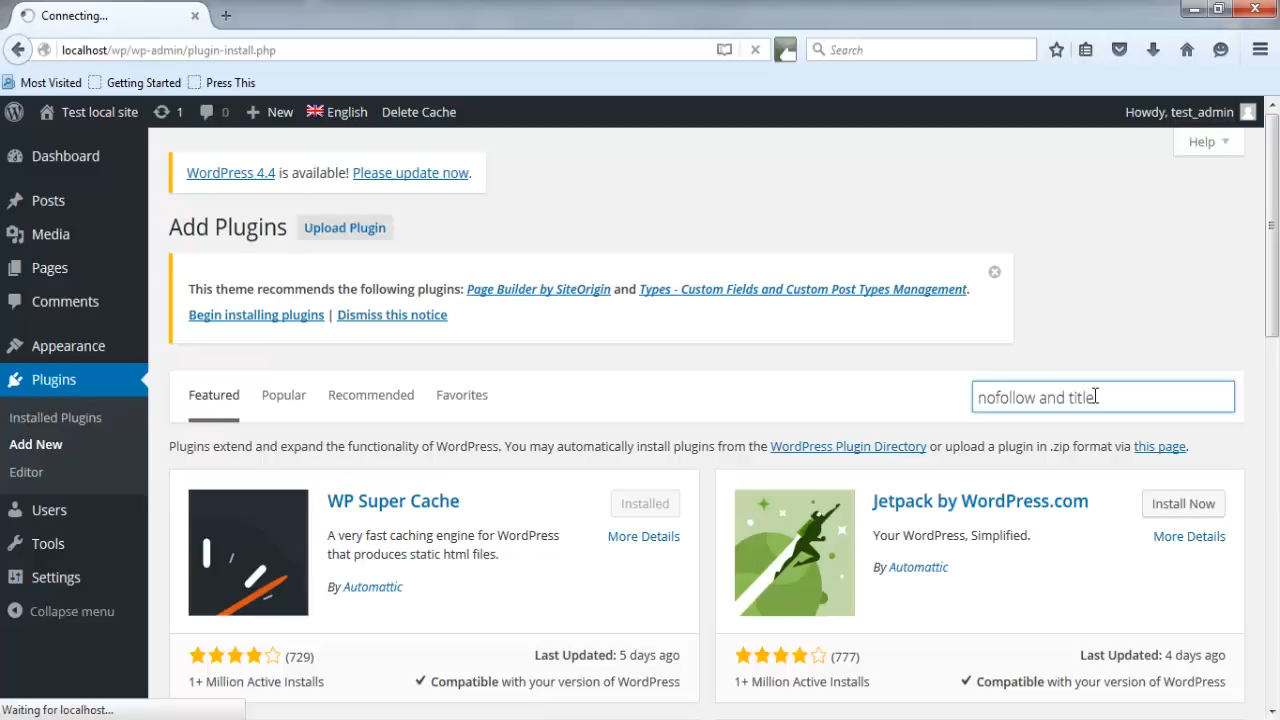 Connecting...
localhost/wp/wp-admin/plugin-install.php
Search
Most Visited Getting Started Press This
Test local site 1 0 New English Delete Cache Howdy, test_admin
Help
Dashboard
Posts
Media
Pages
Comments
Appearance
Plugins
Installed Plugins
Add New
Editor
Users
Tools
Settings
Collapse menu
WordPress 4.4 is available! Please update now.
Add Plugins Upload Plugin
This theme recommends the following plugins: Page Builder by SiteOrigin and Types - Custom Fields and Custom Post Types Management.
Begin installing plugins | Dismiss this notice
Featured Popular Recommended Favorites nofollow and title
Plugins extend and expand the functionality of WordPress. You may automatically install plugins from the WordPress Plugin Directory or upload a plugin in .zip format via this page.
WP Super Cache Installed
A very fast caching engine for WordPress More Details
that produces static html files.
By Automattic
(729) Last Updated: 5 days ago
1+ Million Active Installs Compatible with your version of WordPress
Jetpack by WordPress.com Install Now
Your WordPress, Simplified. More Details
By Automattic
(777) Last Updated: 4 days ago
1+ Million Active Installs Compatible with your version of WordPress
Waiting for localhost...